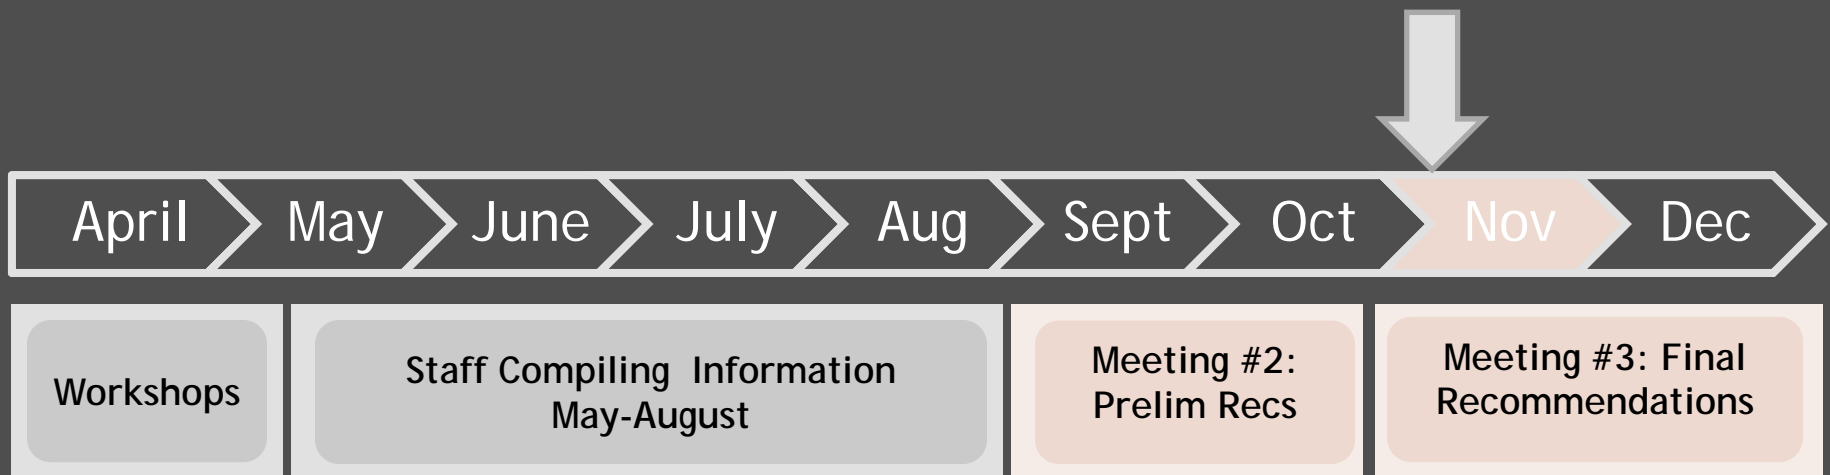 April May June July Aug Sept Oct Nov Dec
Workshops
Staff Compiling Information
May-August
Meeting #2:
Prelim Recs
Meeting #3: Final
Recommendations